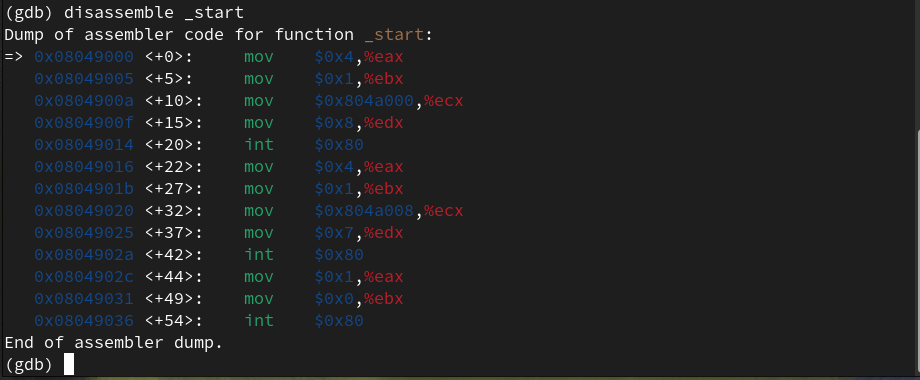 (gdb) disassemble _start
Dump of assembler code for function _start:
=> 0x08049000 <+0>:     mov    $0x4,%eax
   0x08049005 <+5>:     mov    $0x1,%ebx
   0x0804900a <+10>:    mov    $0x804a000,%ecx
   0x0804900f <+15>:    mov    $0x8,%edx
   0x08049014 <+20>:    int    $0x80
   0x08049016 <+22>:    mov    $0x4,%eax
   0x0804901b <+27>:    mov    $0x1,%ebx
   0x08049020 <+32>:    mov    $0x804a008,%ecx
   0x08049025 <+37>:    mov    $0x7,%edx
   0x0804902a <+42>:    int    $0x80
   0x0804902c <+44>:    mov    $0x1,%eax
   0x08049031 <+49>:    mov    $0x0,%ebx
   0x08049036 <+54>:    int    $0x80
End of assembler dump.
(gdb)